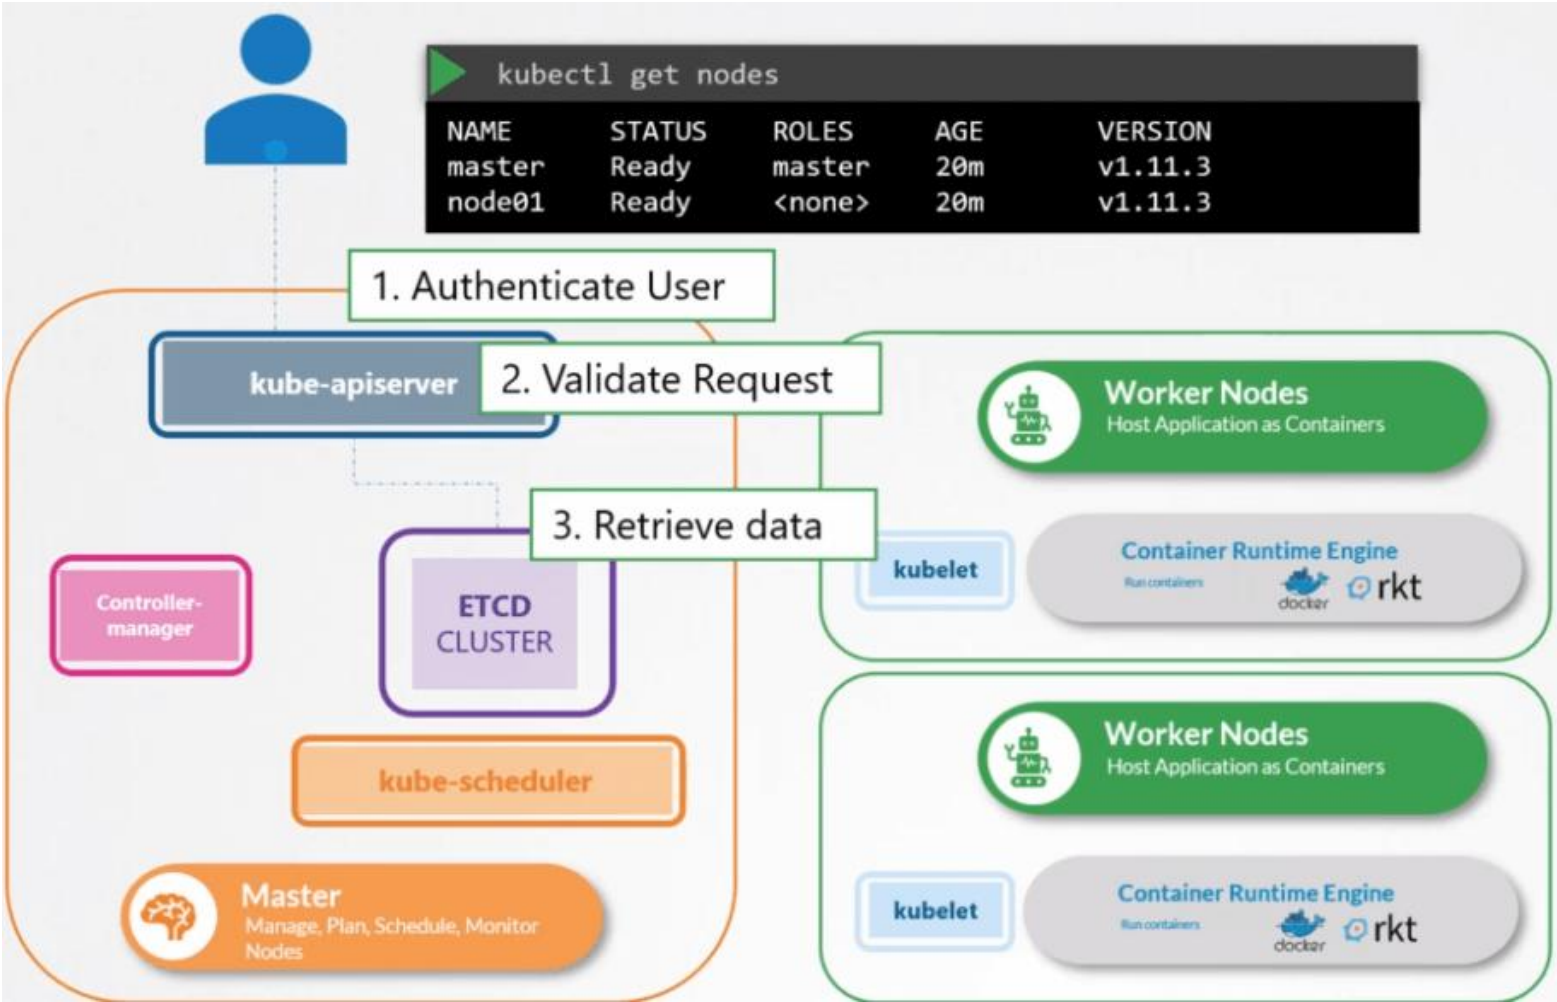 kubectl get nodes
NAME STATUS ROLES AGE VERSION
master Ready master 20m v1.11.3
node01 Ready <none> 20m v1.11.3
1. Authenticate User
kube-apiserver
2. Validate Request
3. Retrieve data
Controller-
manager
ETCD
CLUSTER
kube-scheduler
Master
Manage, Plan, Schedule, Monitor
Nodes
Worker Nodes
Host Application as Containers
kubelet
Container Runtime Engine
Run containers
docker
rkt
Worker Nodes
Host Application as Containers
kubelet
Container Runtime Engine
Run containers
docker
rkt